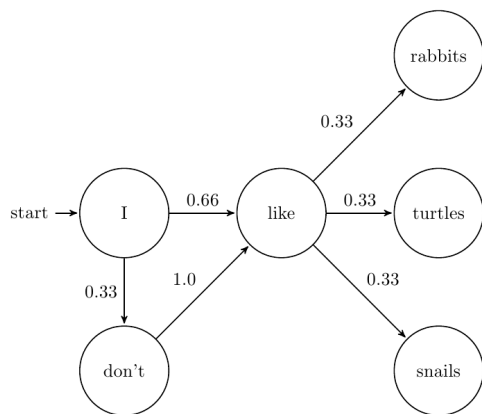 rabbits
0.33
start
I
0.66
like
0.33
turtles
0.33
1.0
0.33
don't
snails